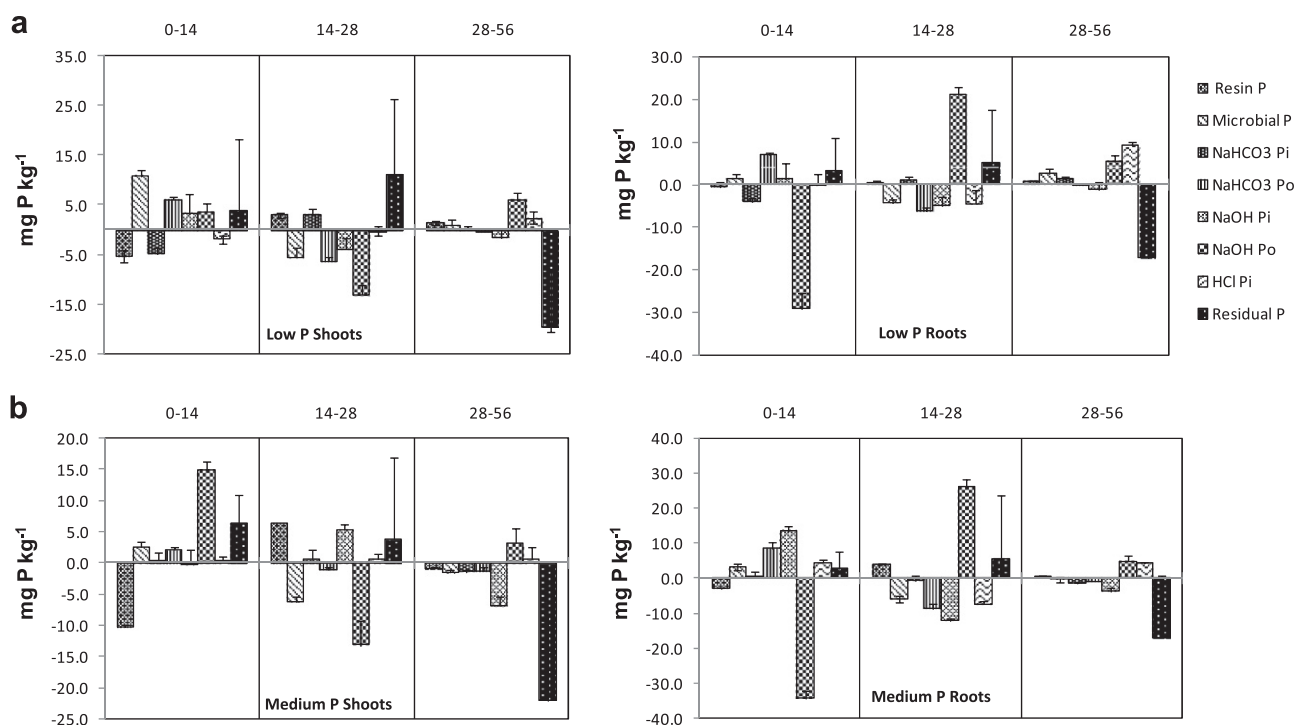 a
0-14
14-28
28-56
35.0
25.0
15.0
5.0
-5.0
-15.0
-25.0
mg P kg-1
Low P Shoots
0-14
14-28
28-56
30.0
20.0
10.0
0.0
-10.0
-20.0
-30.0
-40.0
mg P kg-1
Low P Roots
Resin P
Microbial P
NaHCO3 Pi
NaHCO3 Po
NaOH Pi
NaOH Po
HCl Pi
Residual P
b
0-14
14-28
28-56
20.0
15.0
10.0
5.0
0.0
-5.0
-10.0
-15.0
-20.0
-25.0
mg P kg-1
Medium P Shoots
0-14
14-28
28-56
40.0
30.0
20.0
10.0
0.0
-10.0
-20.0
-30.0
-40.0
mg P kg-1
Medium P Roots